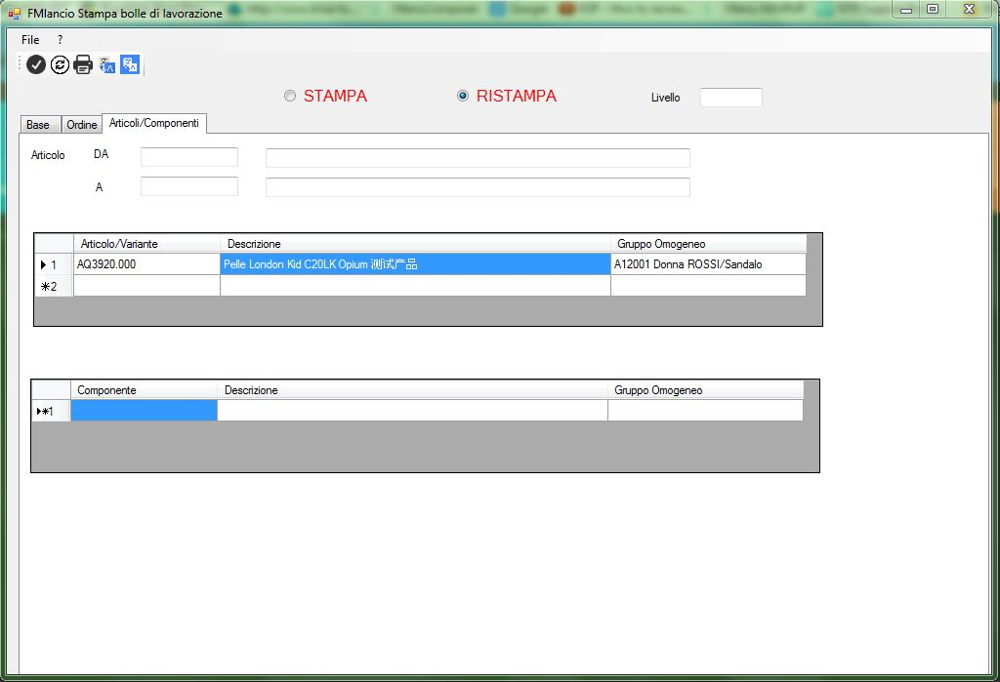 FMlancio Stampa bolle di lavorazione
File ?
STAMPA RISTAMPA Livello
Base Ordine Articoli/Componenti
Articolo DA
A
Articolo/Variante Descrizione Gruppo Omogeneo
1 AQ3920.000 Pelle London Kid C20LK Opium 测试产品 A12001 Donna ROSSI/Sandalo
*2
Componente Descrizione Gruppo Omogeneo
*1